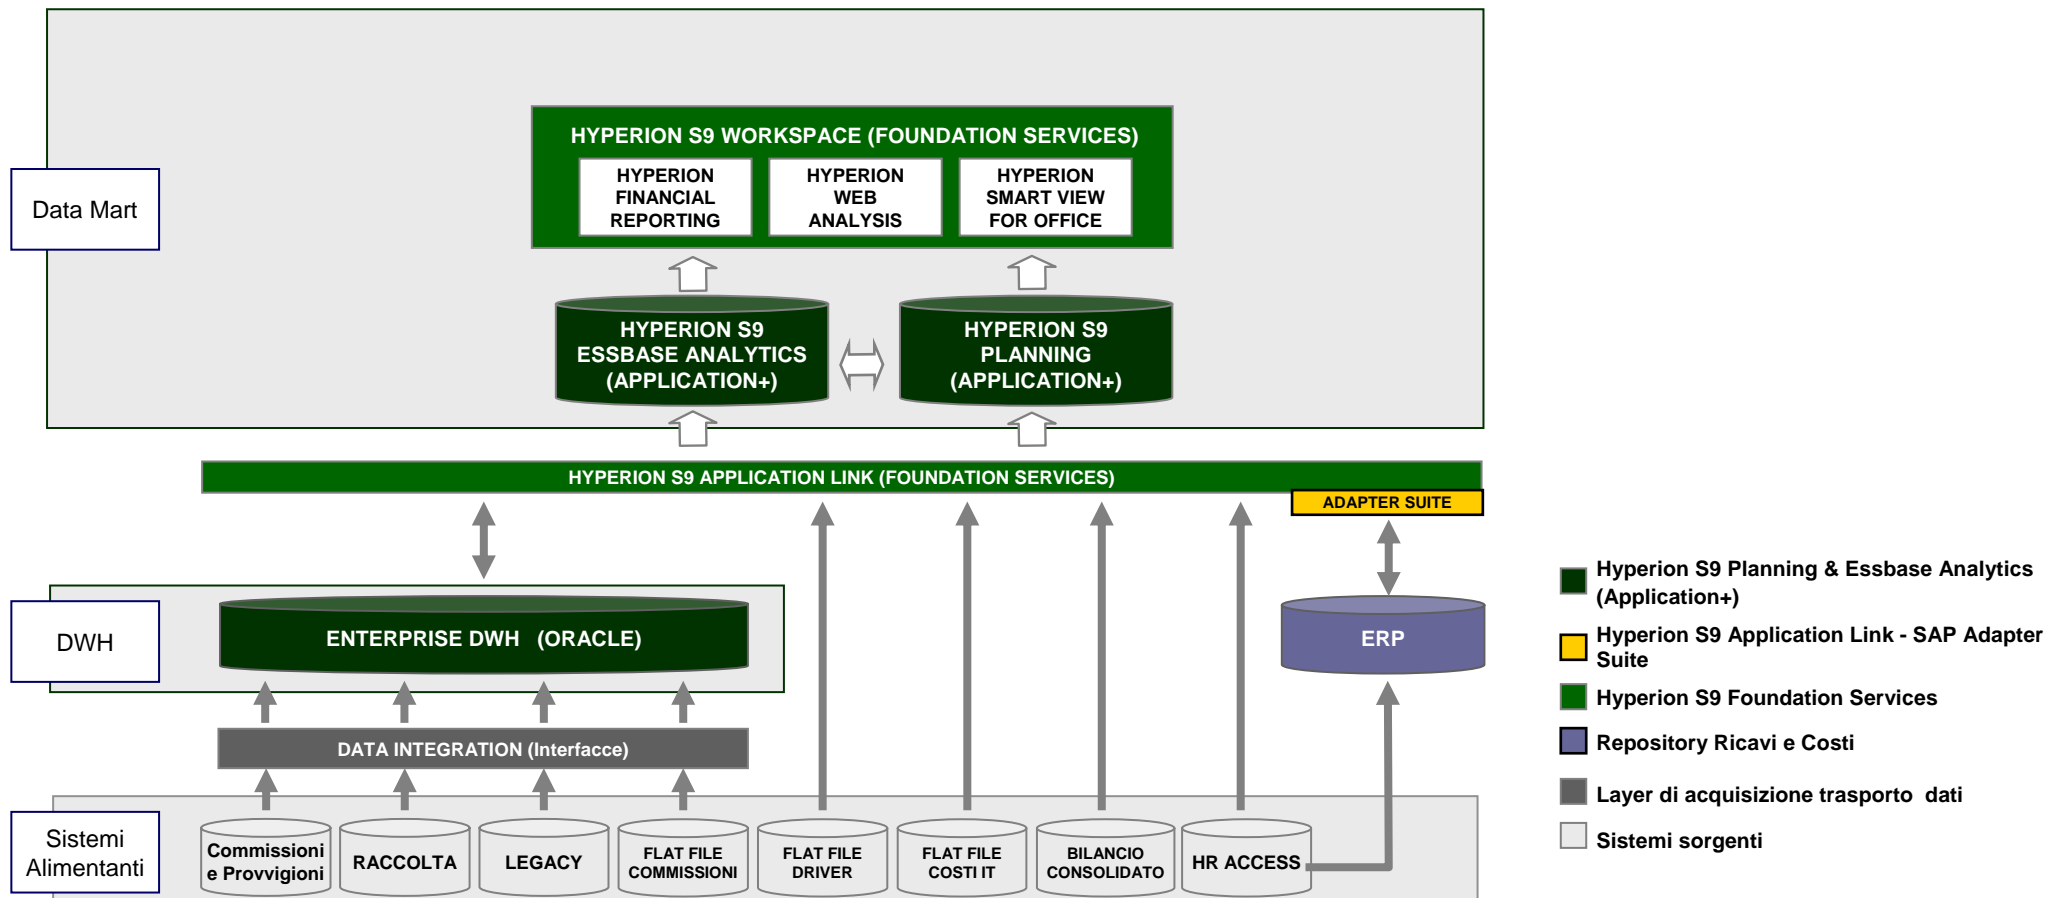 HYPERION S9 WORKSPACE (FOUNDATION SERVICES)
HYPERION
FINANCIAL
REPORTING
HYPERION
WEB
ANALYSIS
HYPERION
SMART VIEW
FOR OFFICE
Data Mart
HYPERION S9
ESSBASE ANALYTICS
(APPLICATION+)
HYPERION S9
PLANNING
(APPLICATION+)
HYPERION S9 APPLICATION LINK (FOUNDATION SERVICES)
ADAPTER SUITE
DWH
ENTERPRISE DWH (ORACLE)
ERP
DATA INTEGRATION (Interfacce)
Sistemi
Alimentanti
Commissioni
e Provvigioni
RACCOLTA
LEGACY
FLAT FILE
COMMISSIONI
FLAT FILE
DRIVER
FLAT FILE
COSTI IT
BILANCIO
CONSOLIDATO
HR ACCESS
Hyperion S9 Planning & Essbase Analytics
(Application+)
Hyperion S9 Application Link - SAP Adapter
Suite
Hyperion S9 Foundation Services
Repository Ricavi e Costi
Layer di acquisizione trasporto dati
Sistemi sorgenti